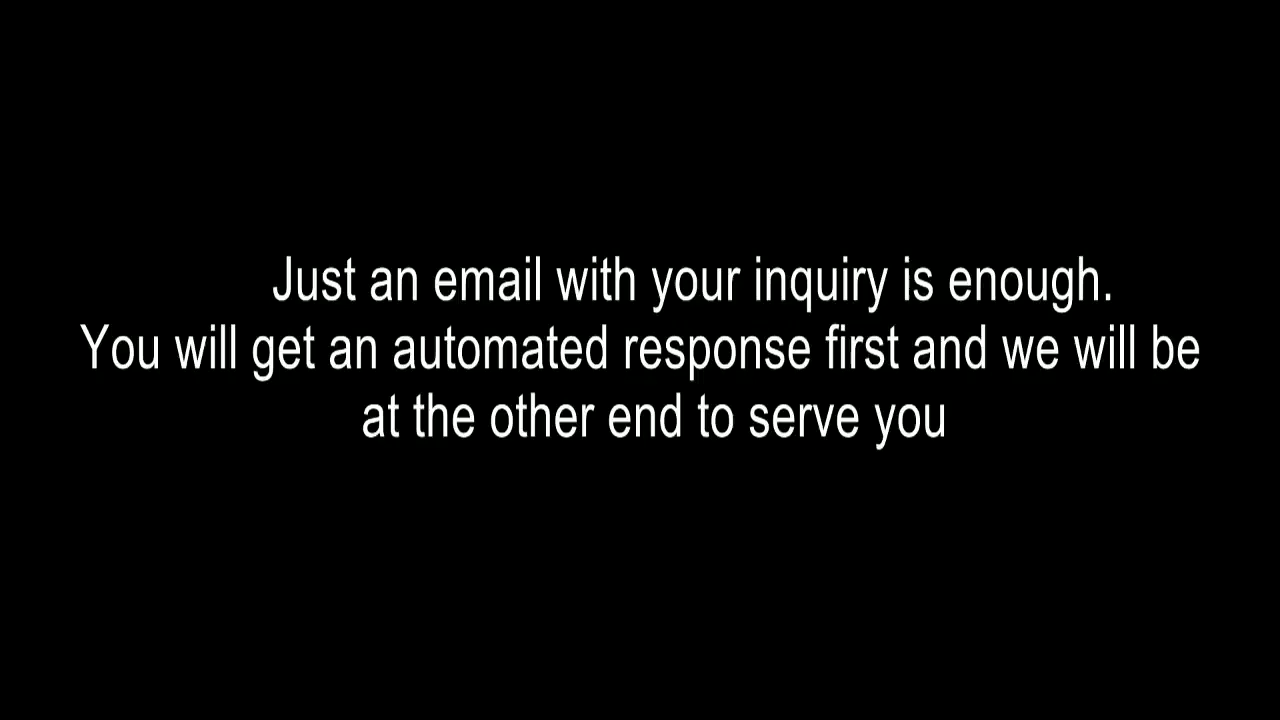 Just an email with your inquiry is enough.
You will get an automated response first and we will be
at the other end to serve you